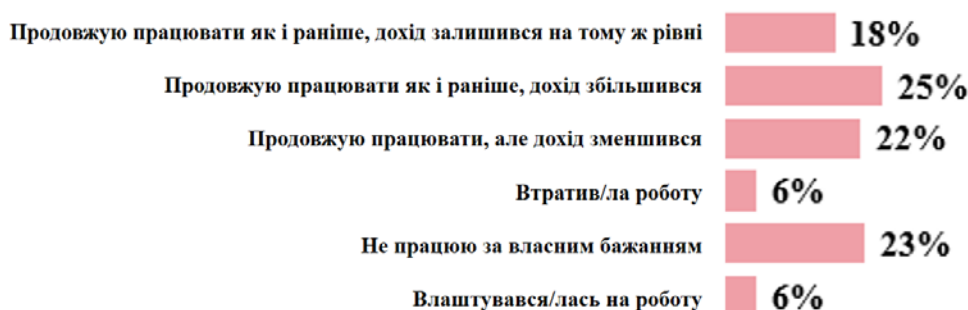 Продовжую працювати як і раніше, дохід залишився на тому ж рівні 18%
Продовжую працювати як і раніше, дохід збільшився 25%
Продовжую працювати, але дохід зменшився 22%
Втратив/ла роботу 6%
Не працюю за власним бажанням 23%
Влаштувався/лась на роботу 6%